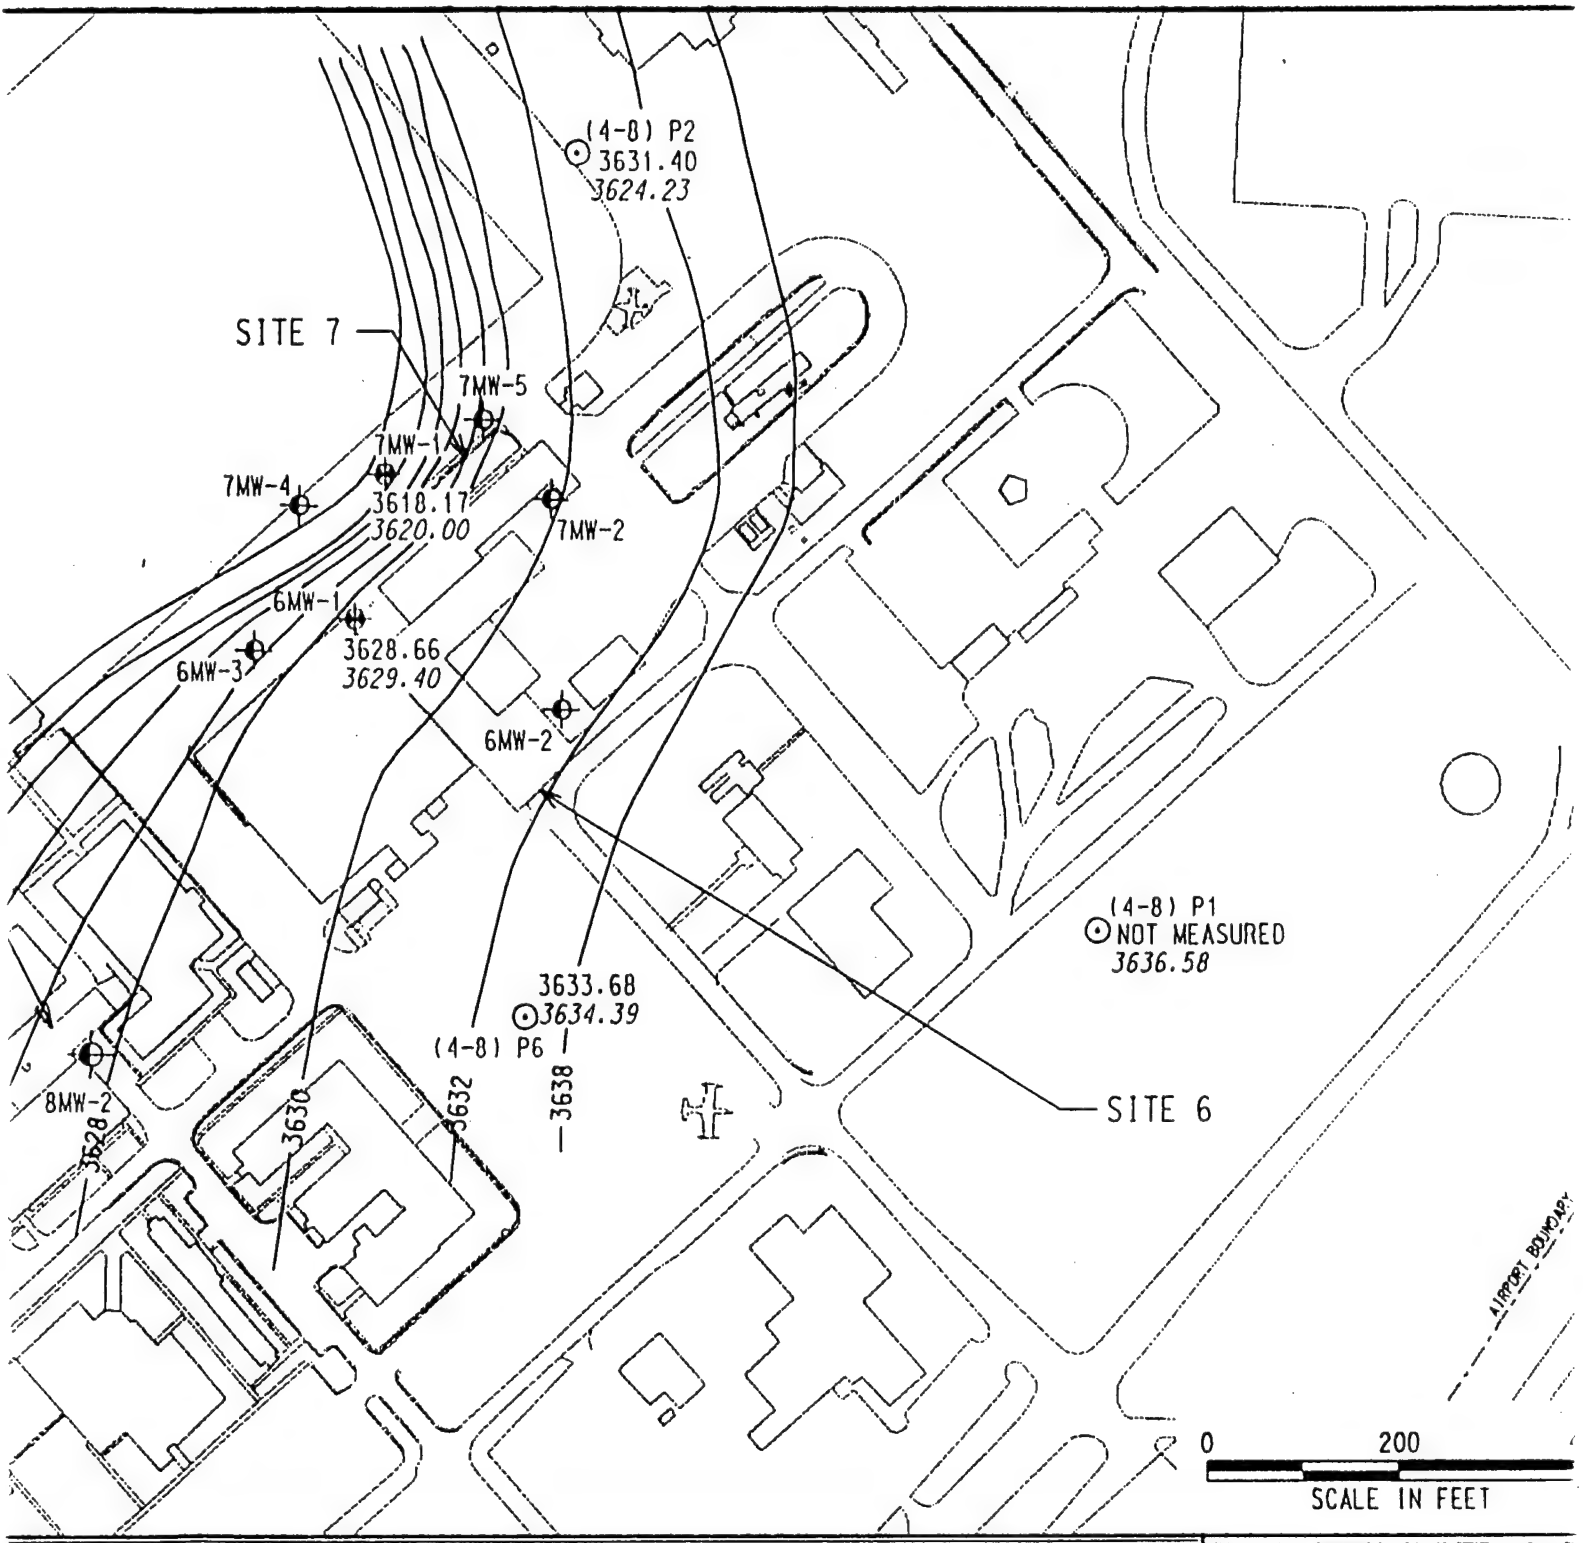 (4-8) P2
3631.40
3624.23
SITE 7
7MW-5
7MW-1
7MW-4
3618.17
3620.00
7MW-2
6MW-1
3628.66
3629.40
6MW-3
6MW-2
(4-8) P1
NOT MEASURED
3636.58
3633.68
3634.39
(4-8) P6
8MW-2
3628
3630
3632
3638
SITE 6
AIRPORT BOUNDARY
0 200
SCALE IN FEET